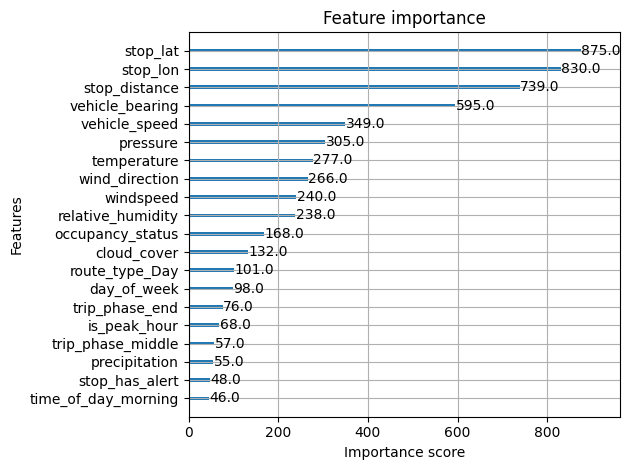 Feature importance
stop_lat 875.0
stop_lon 830.0
stop_distance 739.0
vehicle_bearing 595.0
vehicle_speed 349.0
pressure 305.0
temperature 277.0
wind_direction 266.0
windspeed 240.0
relative_humidity 238.0
occupancy_status 168.0
cloud_cover 132.0
route_type_Day 101.0
day_of_week 98.0
trip_phase_end 76.0
is_peak_hour 68.0
trip_phase_middle 57.0
precipitation 55.0
stop_has_alert 48.0
time_of_day_morning 46.0
Features
0 200 400 600 800
Importance score